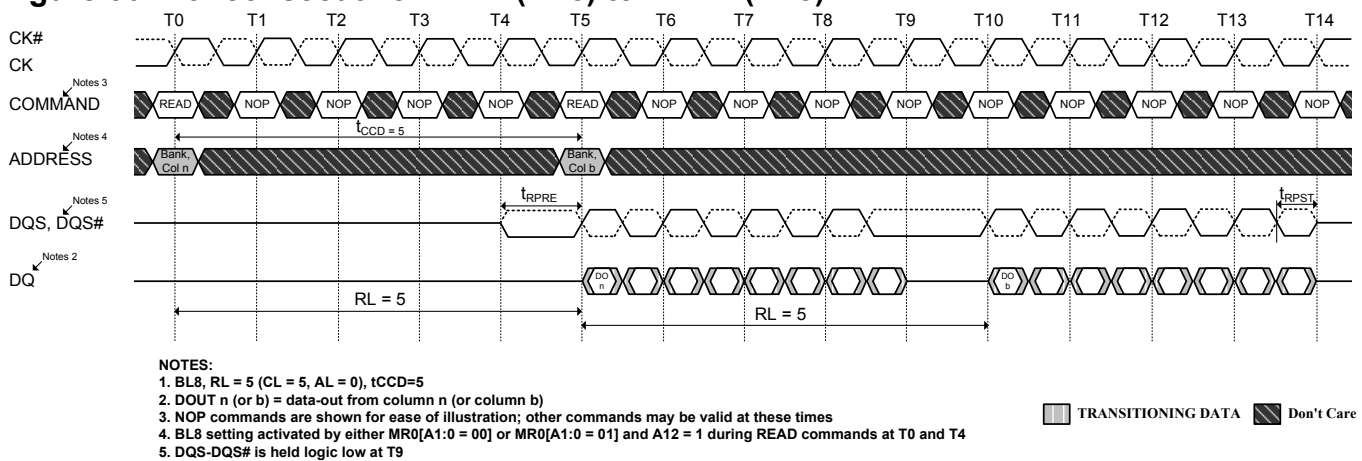 T0 T1 T2 T3 T4 T5 T6 T7 T8 T9 T10 T11 T12 T13 T14
CK#
CK
Notes 3
COMMAND
READ NOP NOP NOP NOP READ NOP NOP NOP NOP NOP NOP NOP NOP NOP
tCCD = 5
Notes 4
ADDRESS
Bank, Col n
Bank, Col b
Notes 5
DQS, DQS#
tRPRE
tRPST
Notes 2
DQ
DO n
DO b
RL = 5
RL = 5
NOTES:
1. BL8, RL = 5 (CL = 5, AL = 0), tCCD=5
2. DOUT n (or b) = data-out from column n (or column b)
3. NOP commands are shown for ease of illustration; other commands may be valid at these times
4. BL8 setting activated by either MR0[A1:0 = 00] or MR0[A1:0 = 01] and A12 = 1 during READ commands at T0 and T4
5. DQS-DQS# is held logic low at T9
TRANSITIONING DATA
Don't Care